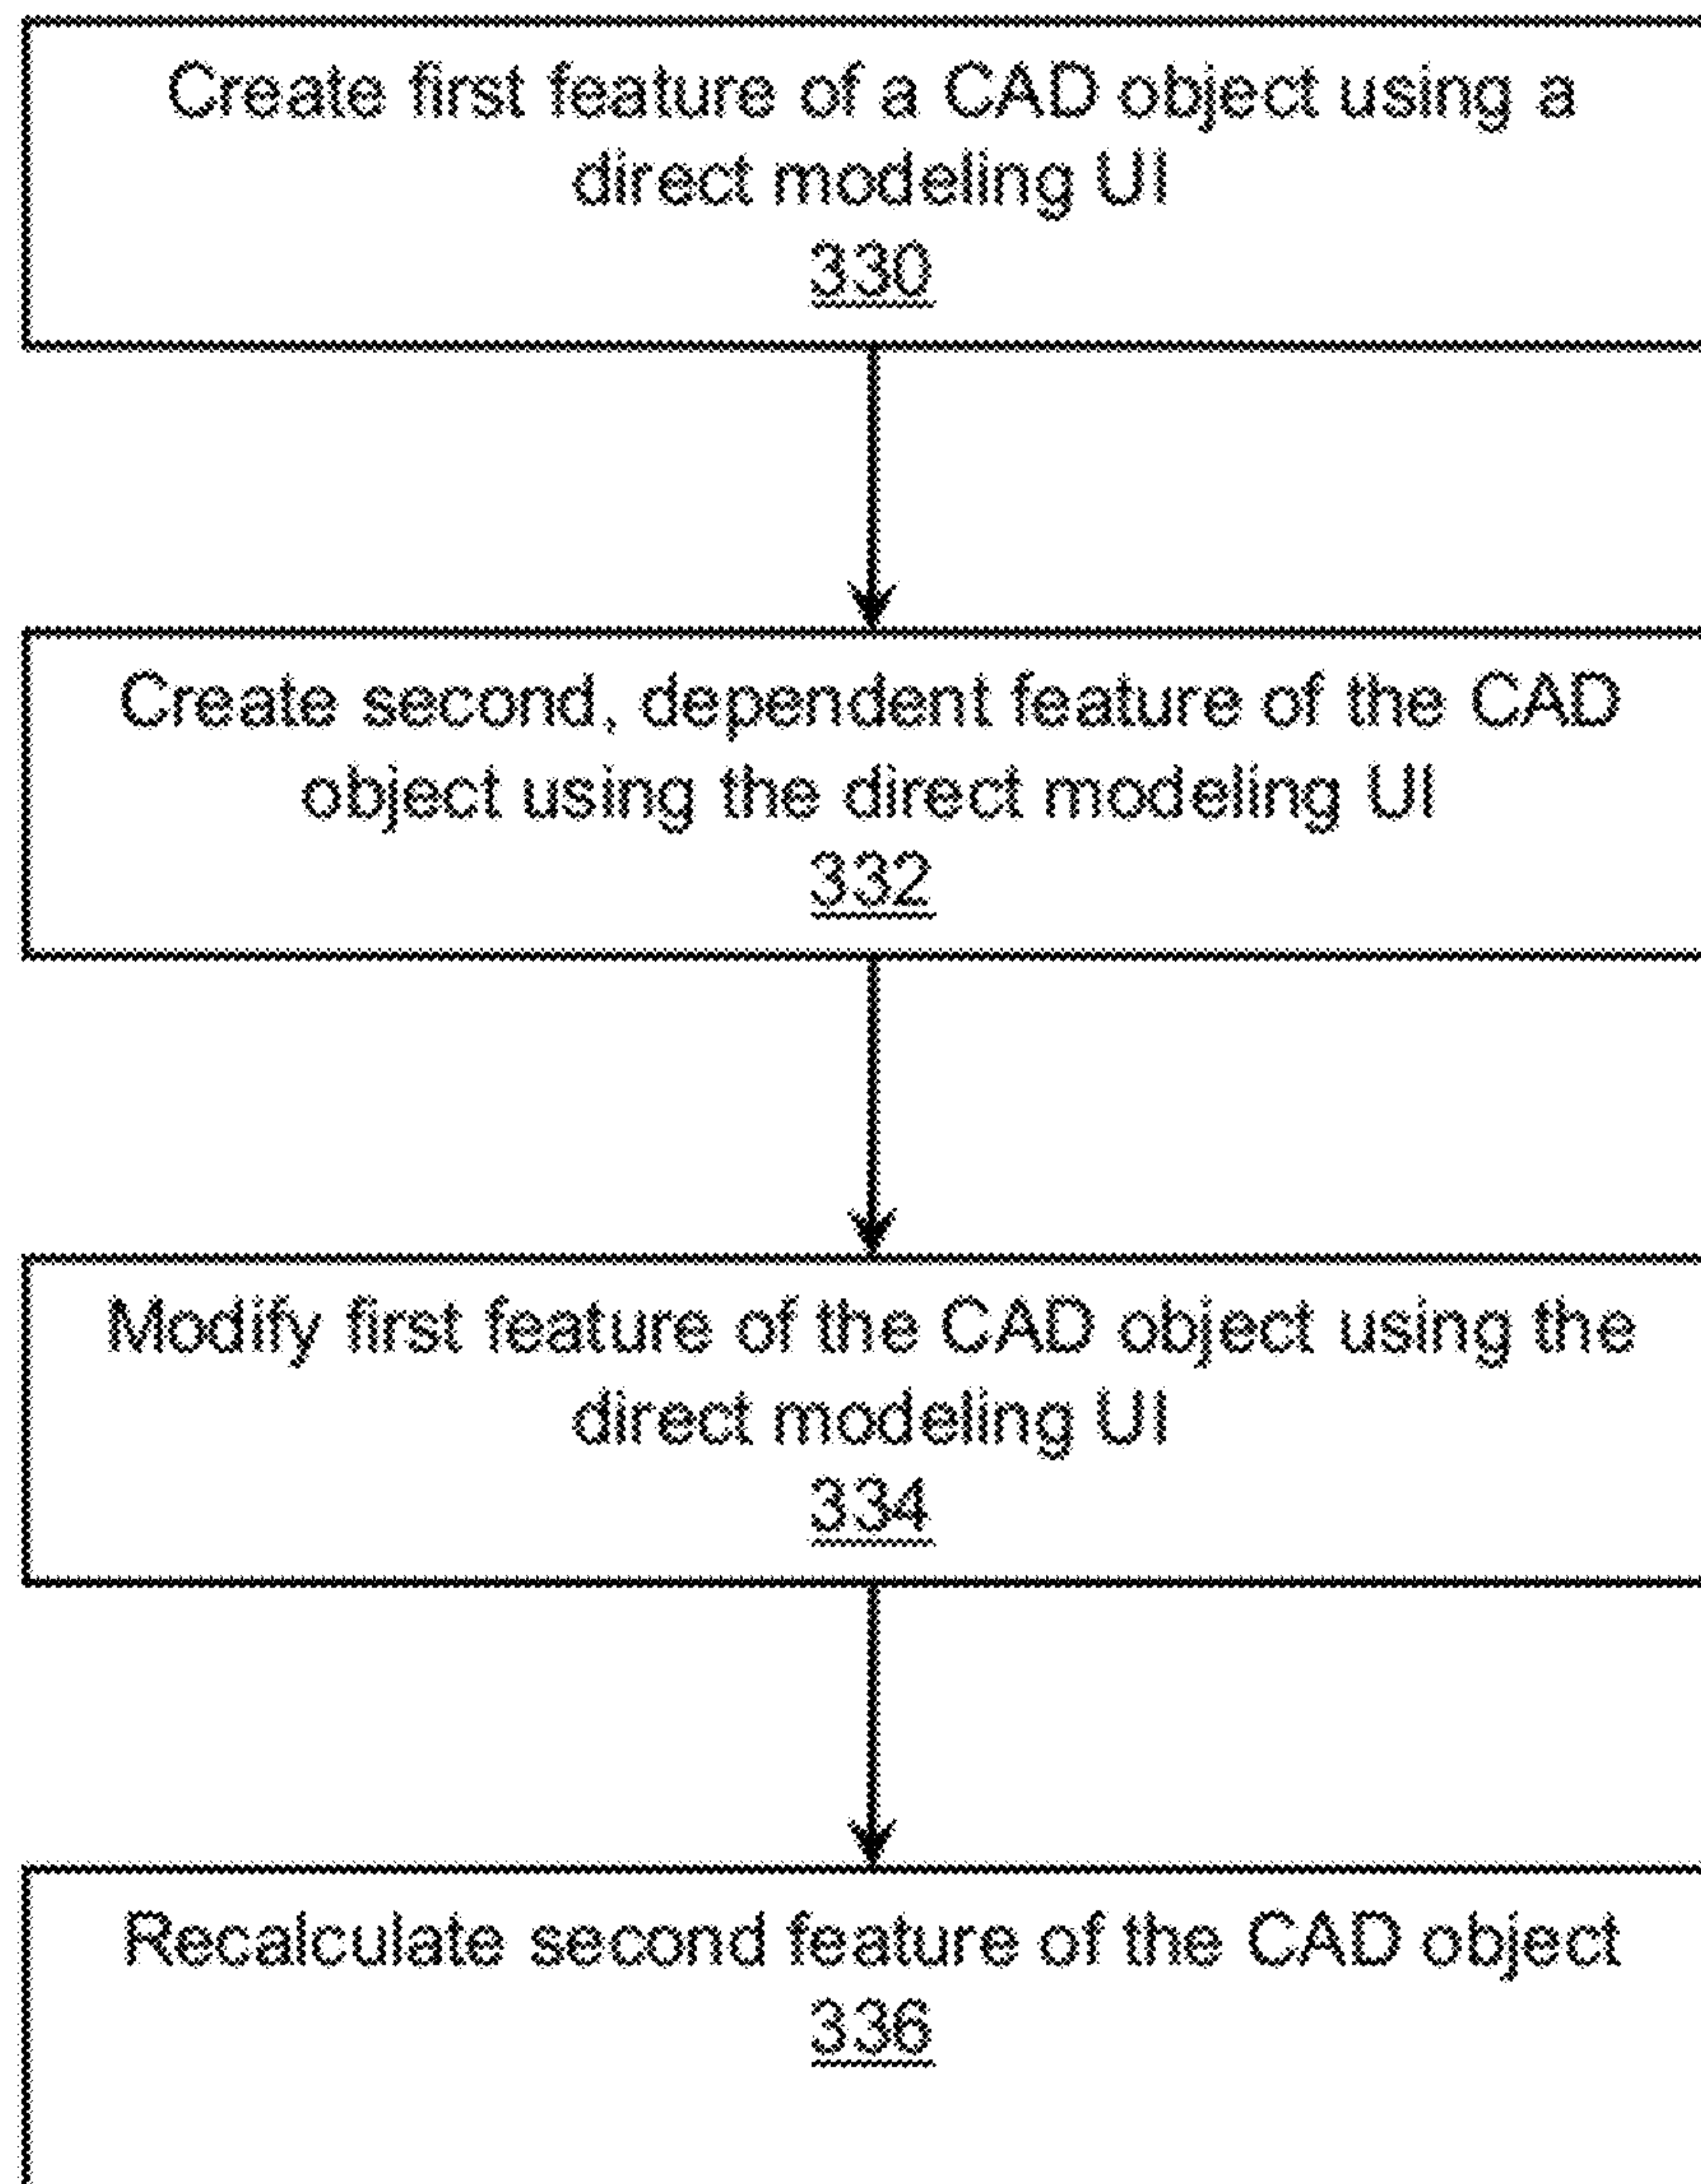 Create first feature of a CAD object using a
direct modeling UI
330
Create second, dependent feature of the CAD
object using the direct modeling UI
332
Modify first feature of the CAD object using the
direct modeling UI
334
Recalculate second feature of the CAD object
336